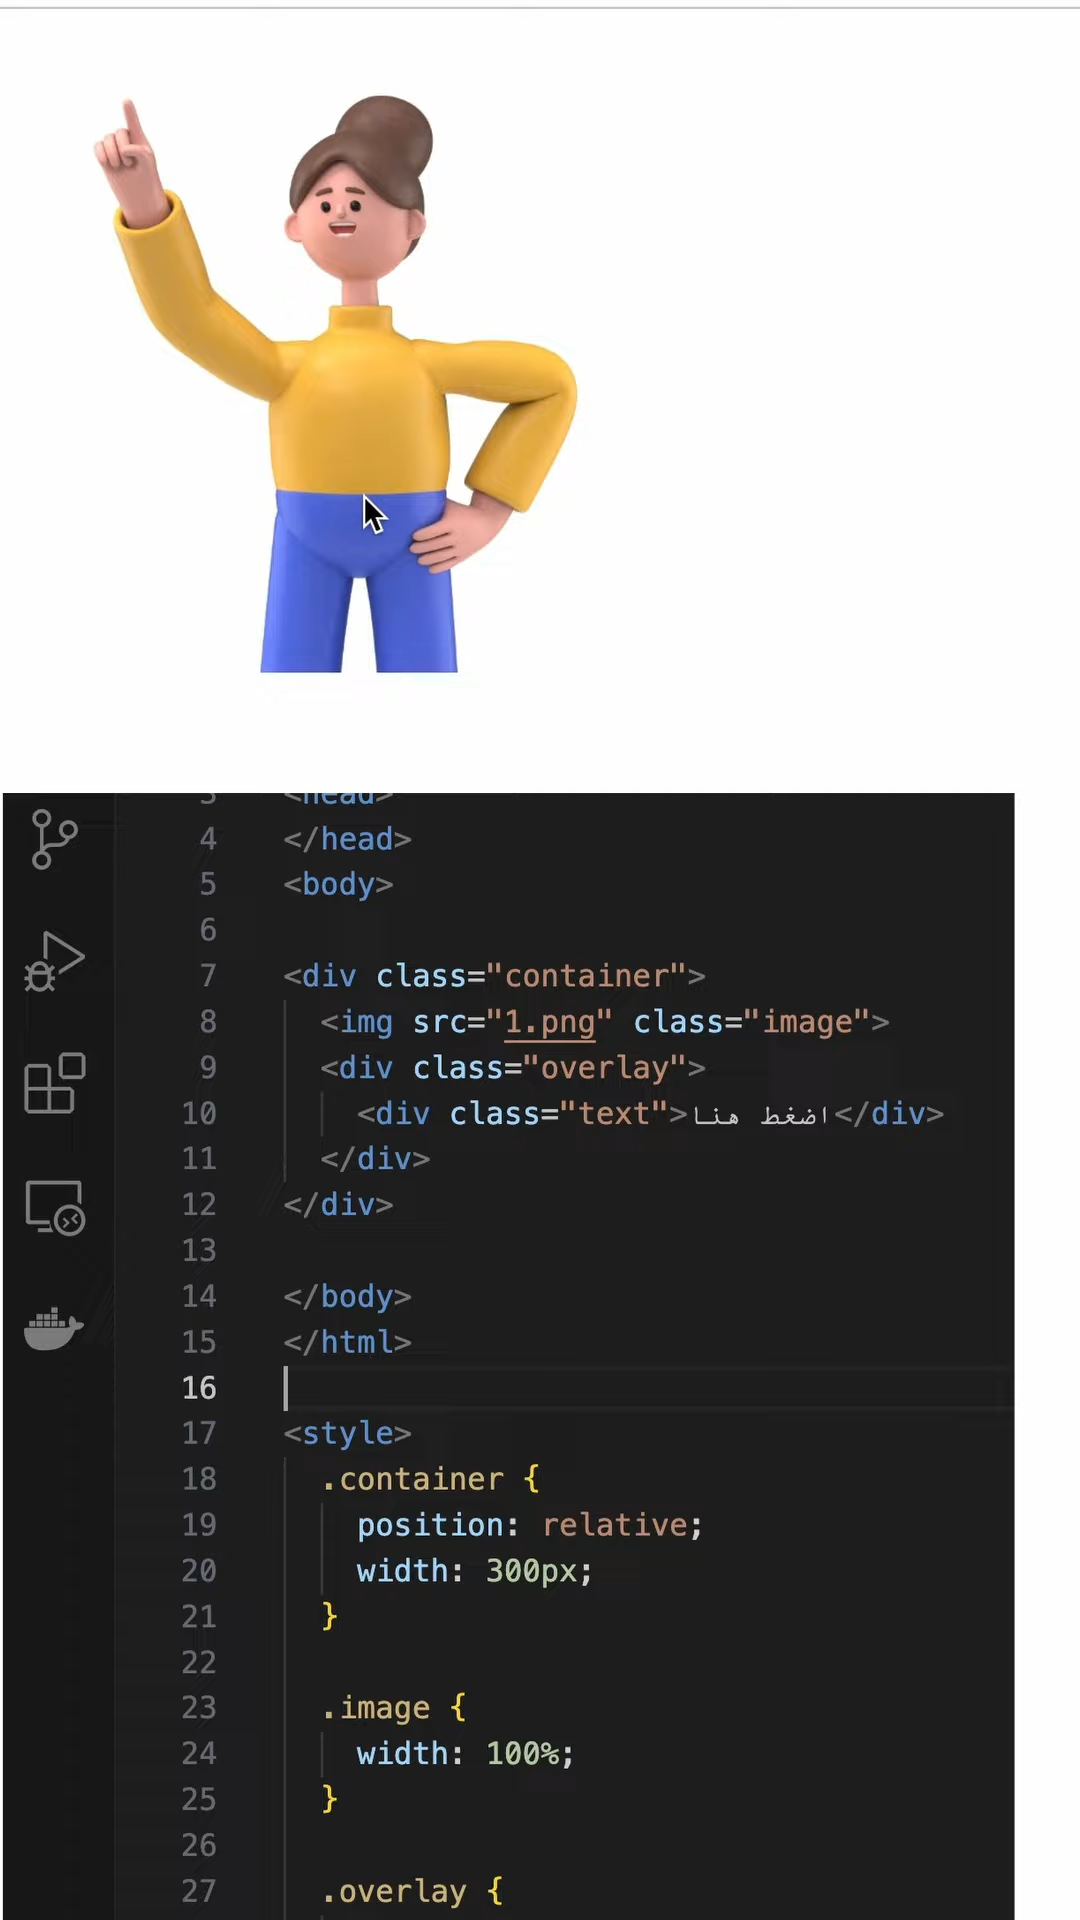 3 <head>
4 </head>
5 <body>
6
7 <div class="container">
8 <img src="1.png" class="image">
9 <div class="overlay">
10 <div class="text">اضغط هنا</div>
11 </div>
12 </div>
13
14 </body>
15 </html>
16
17 <style>
18 .container {
19 position: relative;
20 width: 300px;
21 }
22
23 .image {
24 width: 100%;
25 }
26
27 .overlay {